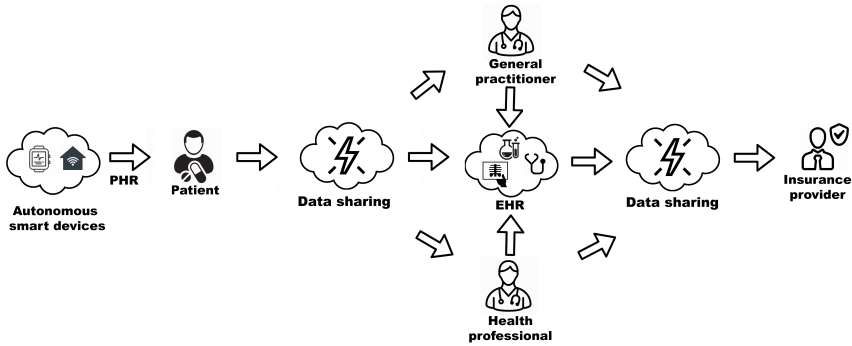 General
practitioner
PHR
Patient
Autonomous
smart devices
Data sharing
EHR
Data sharing
Insurance
provider
Health
professional